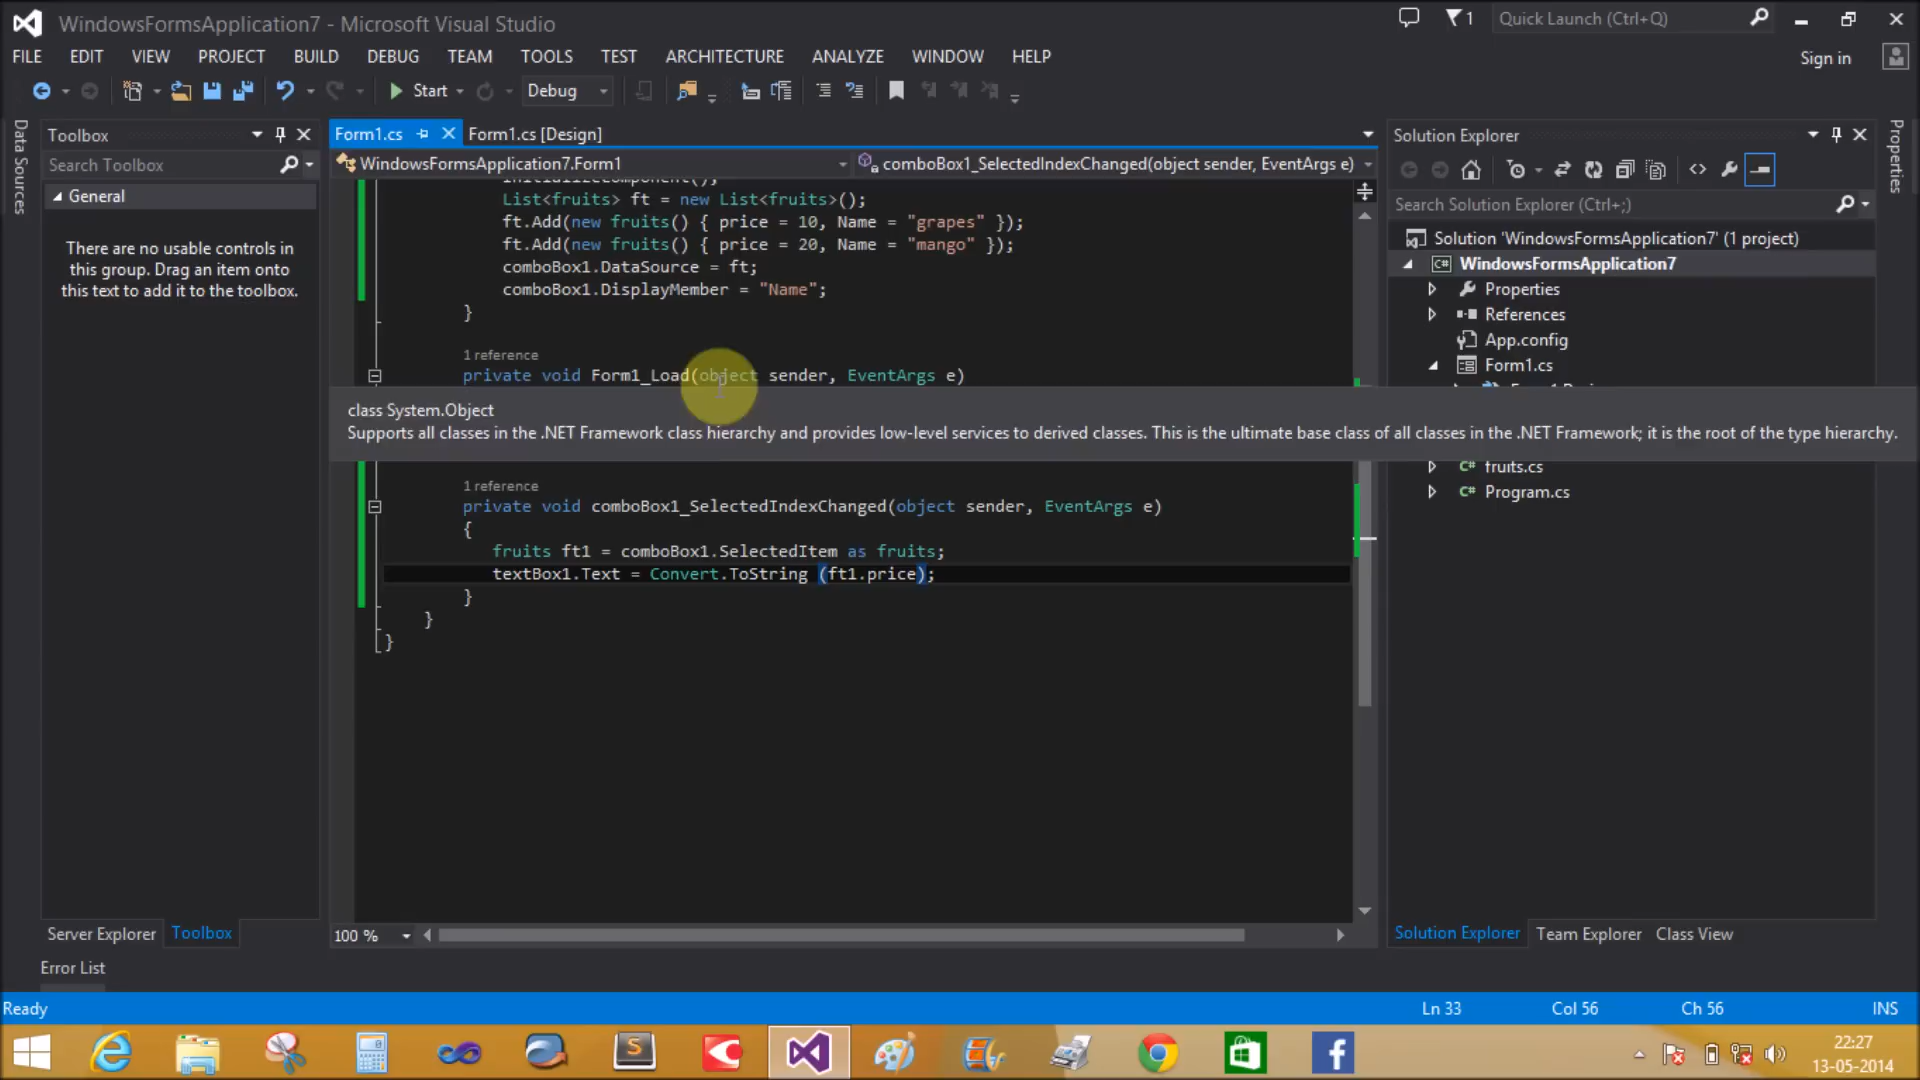 WindowsFormsApplication7 - Microsoft Visual Studio
1
Quick Launch (Ctrl+Q)
FILE EDIT VIEW PROJECT BUILD DEBUG TEAM TOOLS TEST ARCHITECTURE ANALYZE WINDOW HELP
Sign in
Start
Debug
Data Sources
Toolbox
Search Toolbox
General
There are no usable controls in
this group. Drag an item onto
this text to add it to the toolbox.
Form1.cs
Form1.cs [Design]
WindowsFormsApplication7.Form1
comboBox1_SelectedIndexChanged(object sender, EventArgs e)
InitializeComponent();
List<fruits> ft = new List<fruits>();
ft.Add(new fruits() { price = 10, Name = "grapes" });
ft.Add(new fruits() { price = 20, Name = "mango" });
comboBox1.DataSource = ft;
comboBox1.DisplayMember = "Name";
}
1 reference
private void Form1_Load(object sender, EventArgs e)
class System.Object
Supports all classes in the .NET Framework class hierarchy and provides low-level services to derived classes. This is the ultimate base class of all classes in the .NET Framework; it is the root of the type hierarchy.
1 reference
private void comboBox1_SelectedIndexChanged(object sender, EventArgs e)
{
fruits ft1 = comboBox1.SelectedItem as fruits;
textBox1.Text = Convert.ToString (ft1.price);
}
}
}
100 %
Solution Explorer
Search Solution Explorer (Ctrl+;)
Solution 'WindowsFormsApplication7' (1 project)
WindowsFormsApplication7
Properties
References
App.config
Form1.cs
fruits.cs
Program.cs
Properties
Server Explorer
Toolbox
Solution Explorer
Team Explorer
Class View
Error List
Ready
Ln 33
Col 56
Ch 56
INS
22:27
13-05-2014